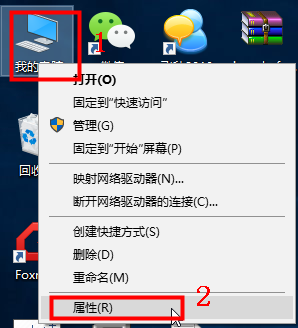 1
我的电脑
微信
打开(O)
固定到"快速访问"
管理(G)
固定到"开始"屏幕(P)
回收
映射网络驱动器(N)...
断开网络驱动器的连接(C)...
创建快捷方式(S)
删除(D)
Foxm
重命名(M)
属性(R)
2